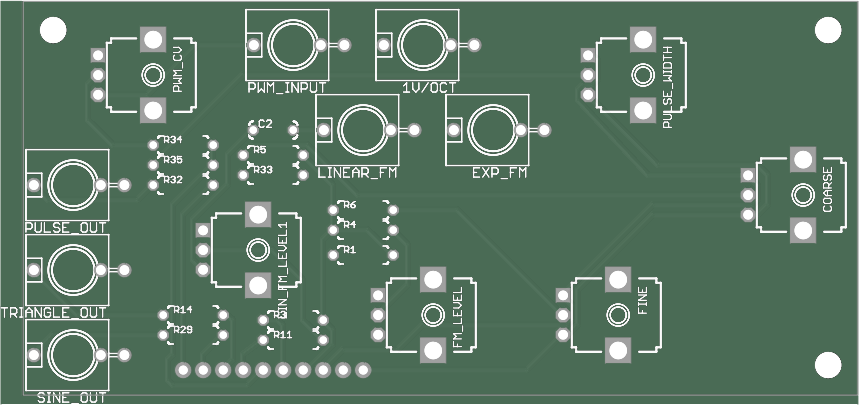 PWM_CV
PWM_INPUT
1V/OCT
PULSE_WIDTH
C2
R34
R5
R35
R33
R32
LINEAR_FM
EXP_FM
COARSE
R6
R4
R1
PULSE_OUT
FINE
FM_LEVEL
TRIANGLE_OUT
R14
R29
R11
SINE_OUT